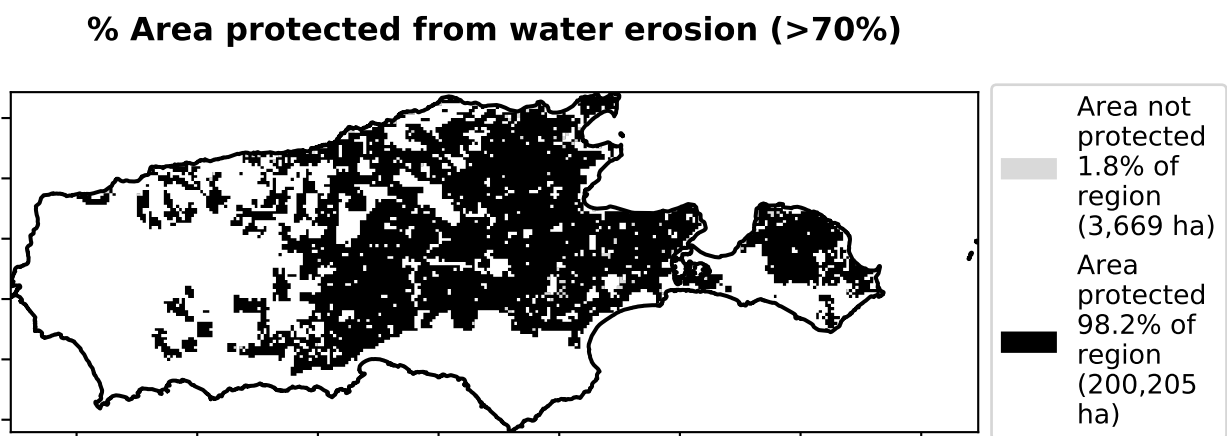 % Area protected from water erosion (>70%)
Area not
protected
1.8% of
region
(3,669 ha)
Area
protected
98.2% of
region
(200,205
ha)